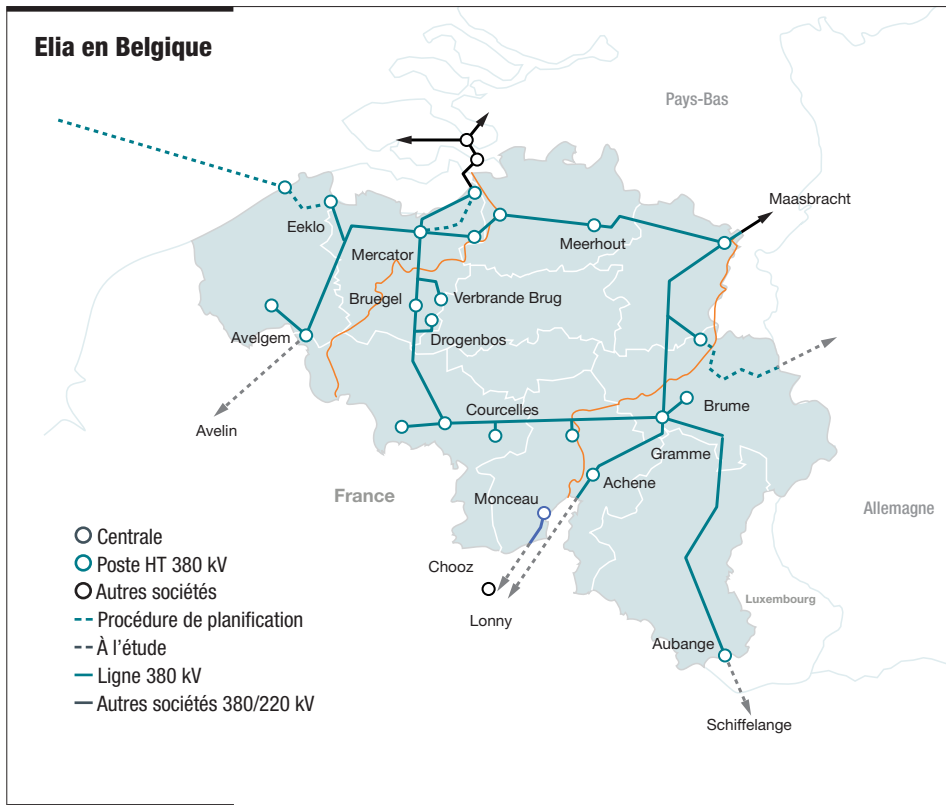 Elia en Belgique
Pays-Bas
Maasbracht
Eeklo
Mercator
Meerhout
Bruegel
Verbrande Brug
Avelgem
Drogenbos
Avelin
Courcelles
Brume
Gramme
France
Monceau
Achene
Allemagne
Chooz
Lonny
Luxembourg
Aubange
Schiffelange
Centrale
Poste HT 380 kV
Autres sociétés
Procédure de planification
À l'étude
Ligne 380 kV
Autres sociétés 380/220 kV